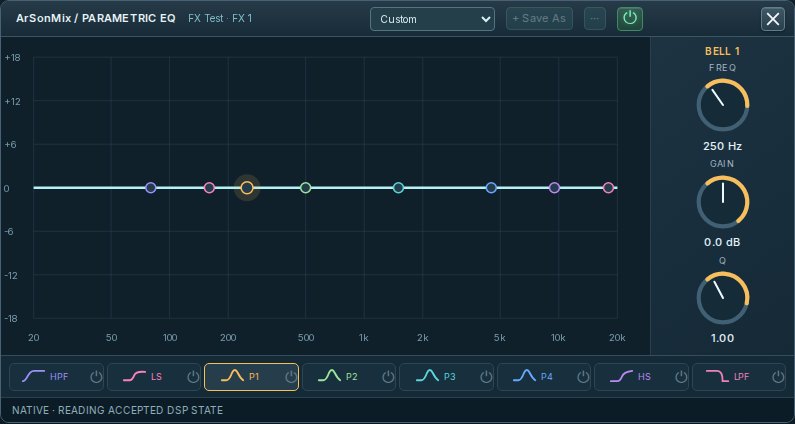 ArSonMix / PARAMETRIC EQ FX Test · FX 1 Custom + Save As ···
BELL 1
FREQ
250 Hz
GAIN
0.0 dB
Q
1.00
+18
+12
+6
0
-6
-12
-18
20 50 100 200 500 1k 2k 5k 10k 20k
HPF LS P1 P2 P3 P4 HS LPF
NATIVE · READING ACCEPTED DSP STATE